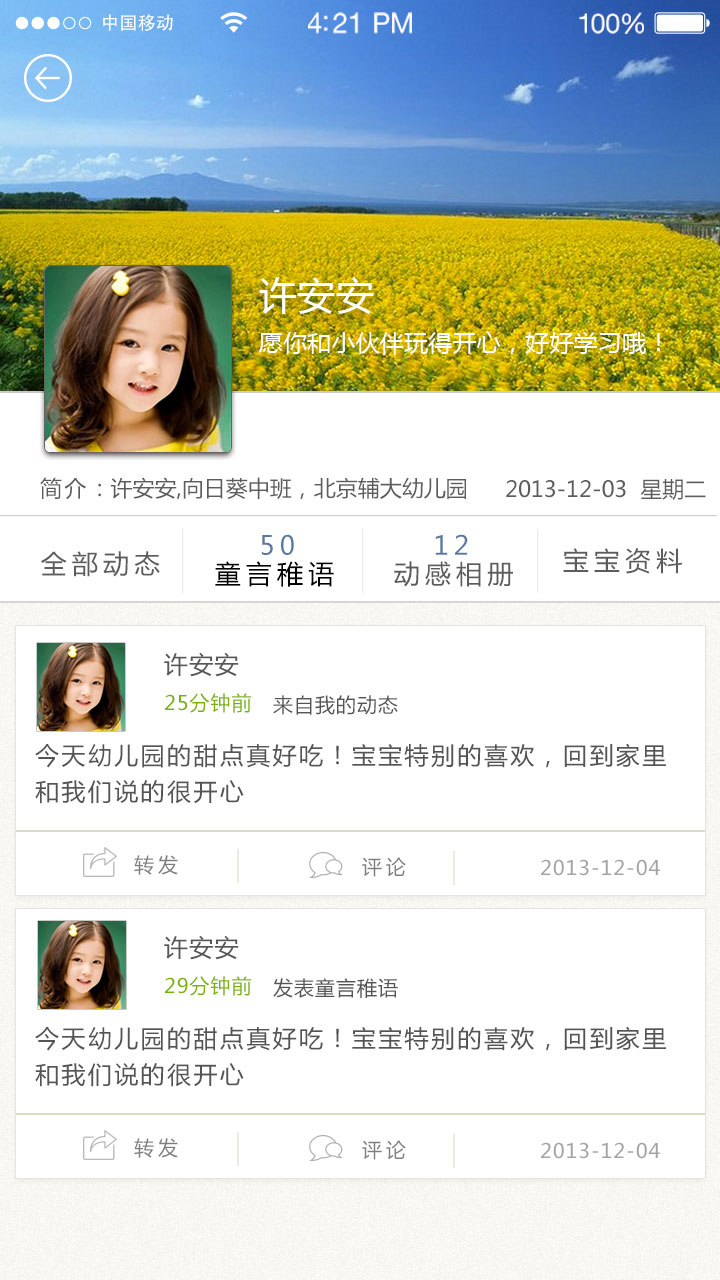 中国移动 4:21 PM 100%
许安安
愿你和小伙伴玩得开心，好好学习哦！
简介：许安安,向日葵中班，北京辅大幼儿园 2013-12-03 星期二
50 12
全部动态 童言稚语 动感相册 宝宝资料
许安安
25分钟前 来自我的动态
今天幼儿园的甜点真好吃！宝宝特别的喜欢，回到家里
和我们说的很开心
转发 评论 2013-12-04
许安安
29分钟前 发表童言稚语
今天幼儿园的甜点真好吃！宝宝特别的喜欢，回到家里
和我们说的很开心
转发 评论 2013-12-04